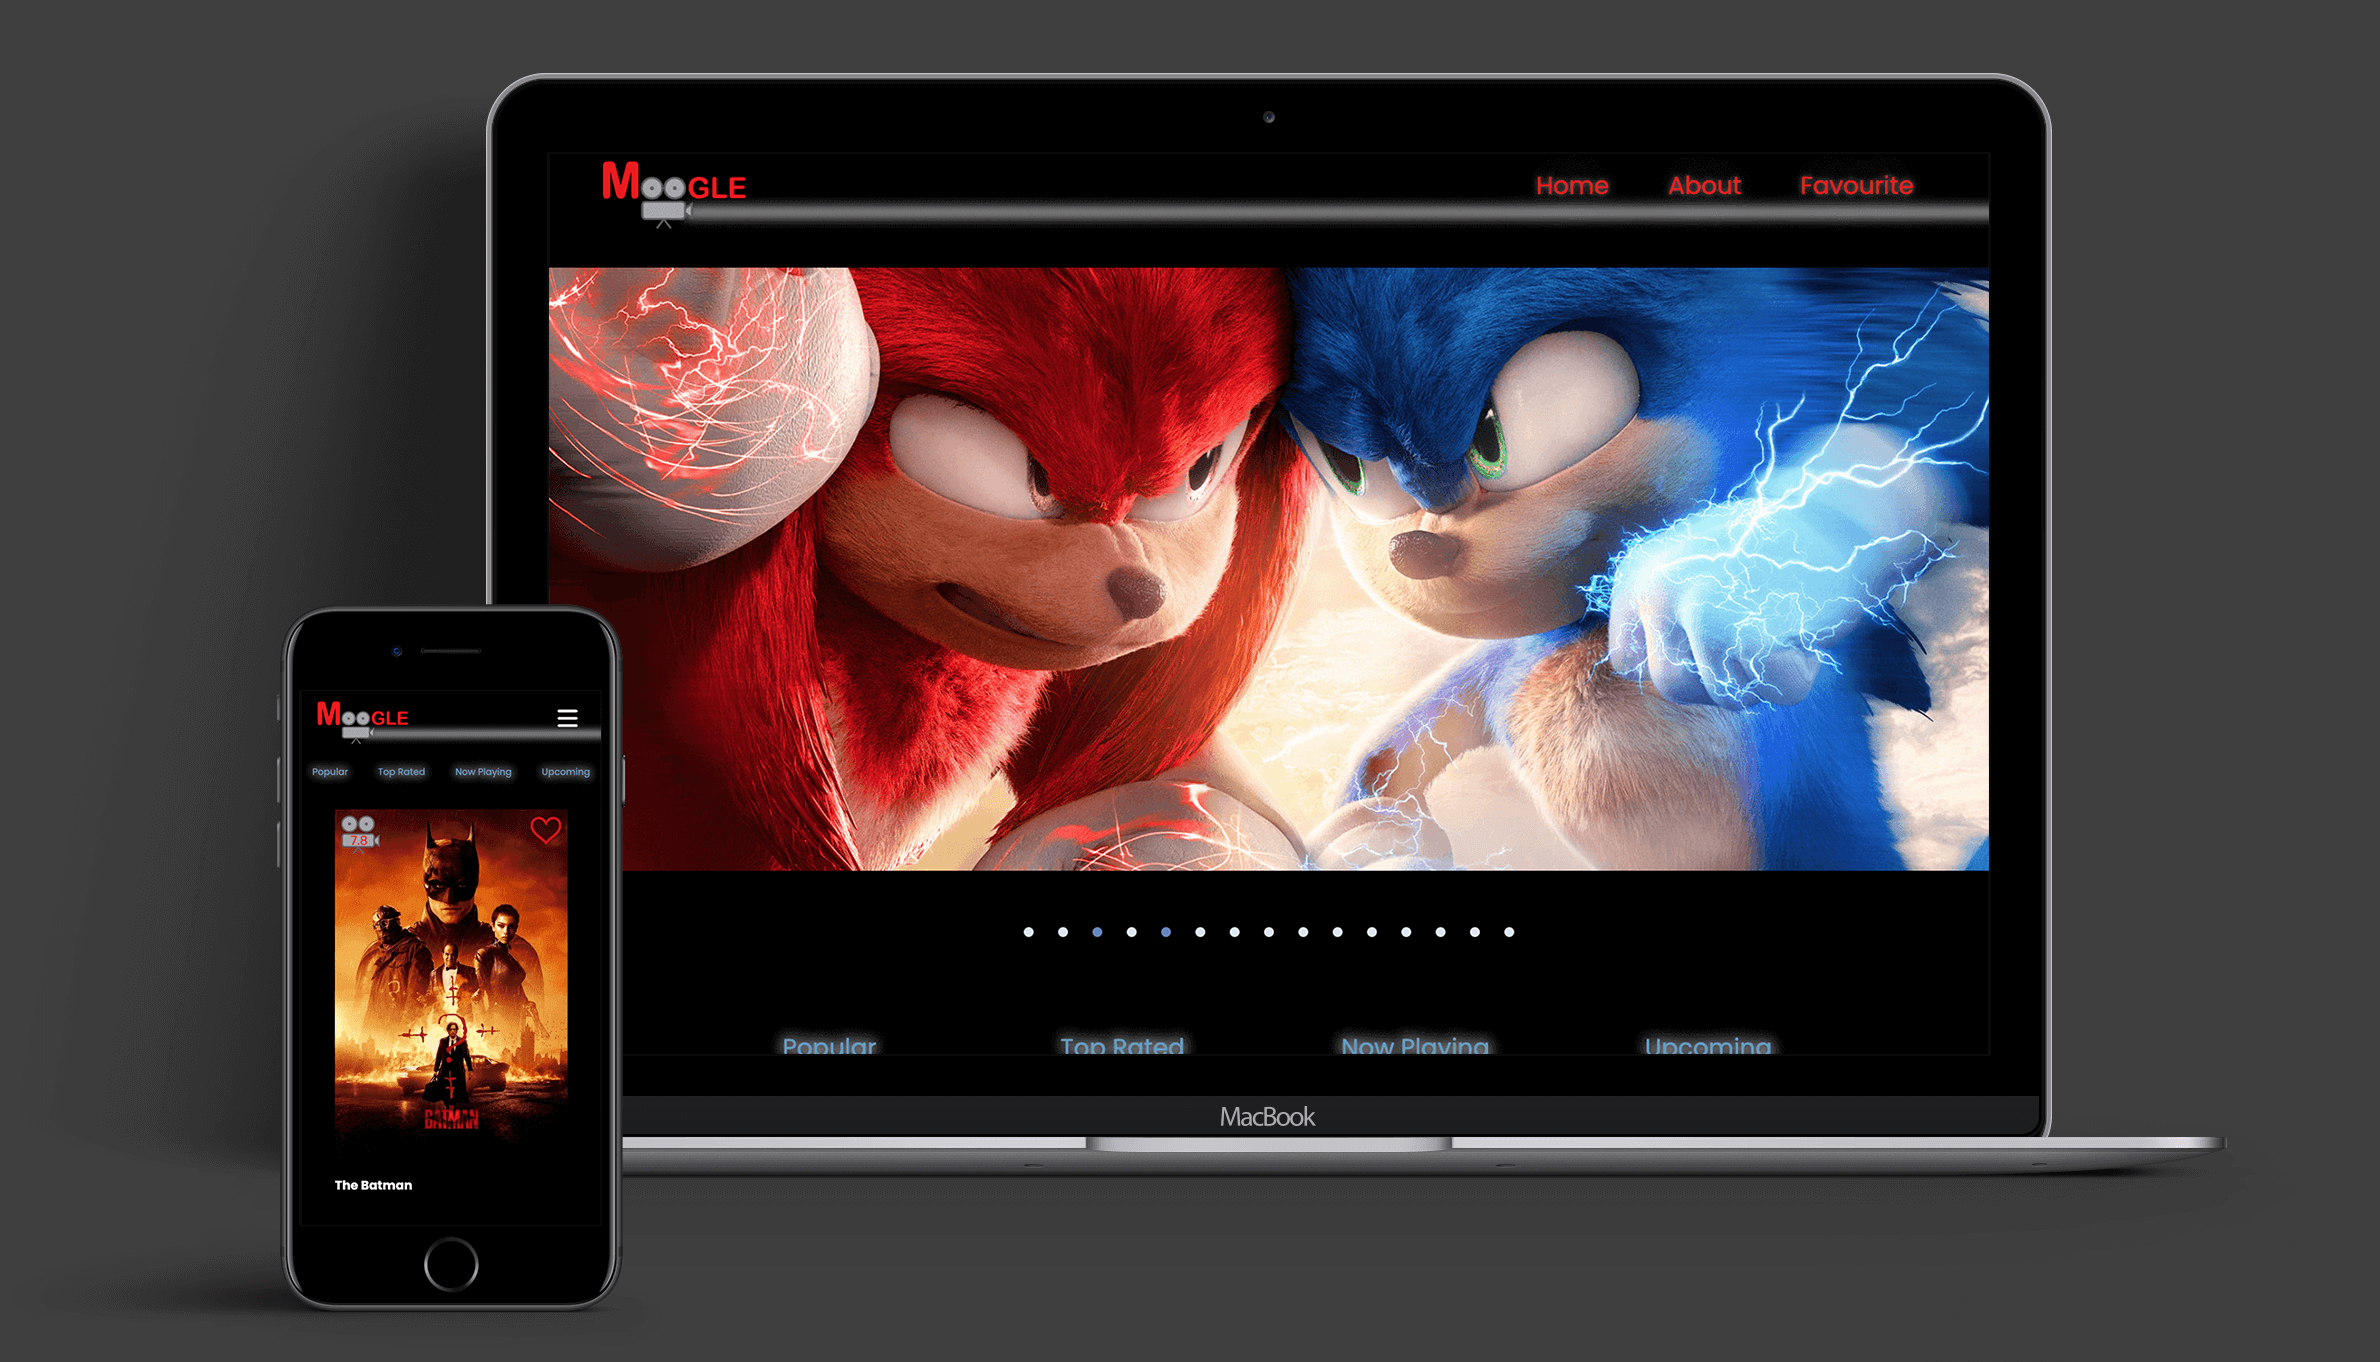 MOOGLE
Home About Favourite
Popular Top Rated Now Playing Upcoming
MacBook
MOOGLE
Popular Top Rated Now Playing Upcoming
7.8
BATMAN
The Batman